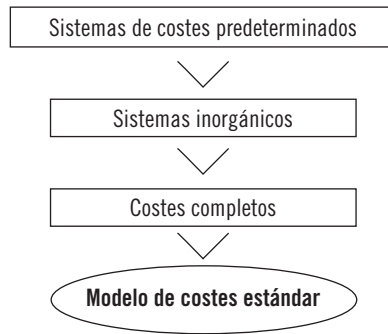 Sistemas de costes predeterminados
Sistemas inorgánicos
Costes completos
Modelo de costes estándar